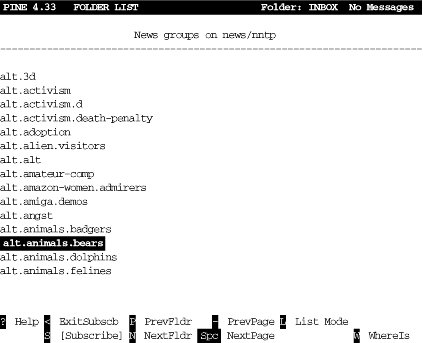 PINE 4.33 FOLDER LIST Folder: INBOX No Messages
News groups on news/nntp
alt.3d
alt.activism
alt.activism.d
alt.activism.death-penalty
alt.adoption
alt.alien.visitors
alt.alt
alt.amateur-comp
alt.amazon-women.admirers
alt.amiga.demos
alt.angst
alt.animals.badgers
alt.animals.bears
alt.animals.dolphins
alt.animals.felines
? Help < ExitSubscb P PrevFldr - PrevPage L List Mode
S [Subscribe] N NextFldr Spc NextPage W WhereIs